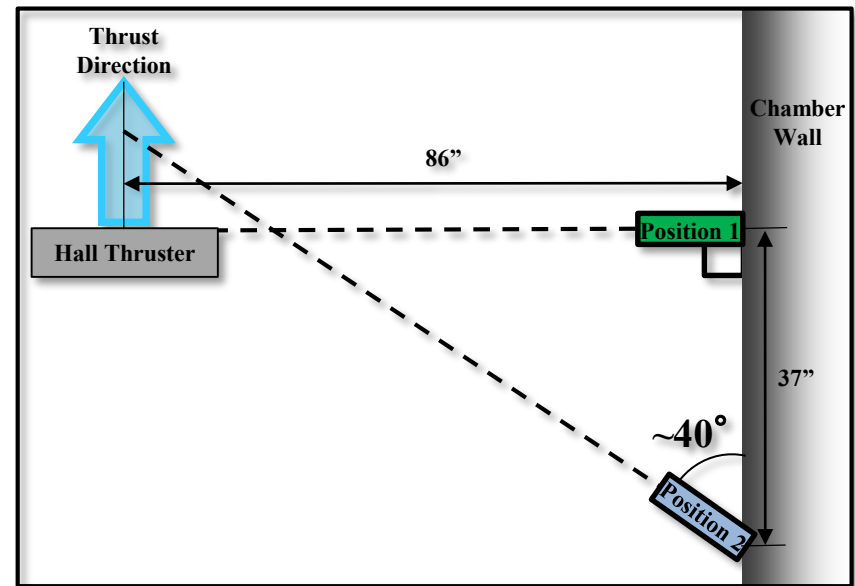 Thrust
Direction
Chamber
Wall
86”
Position 1
Hall Thruster
37”
~40°
Position 2